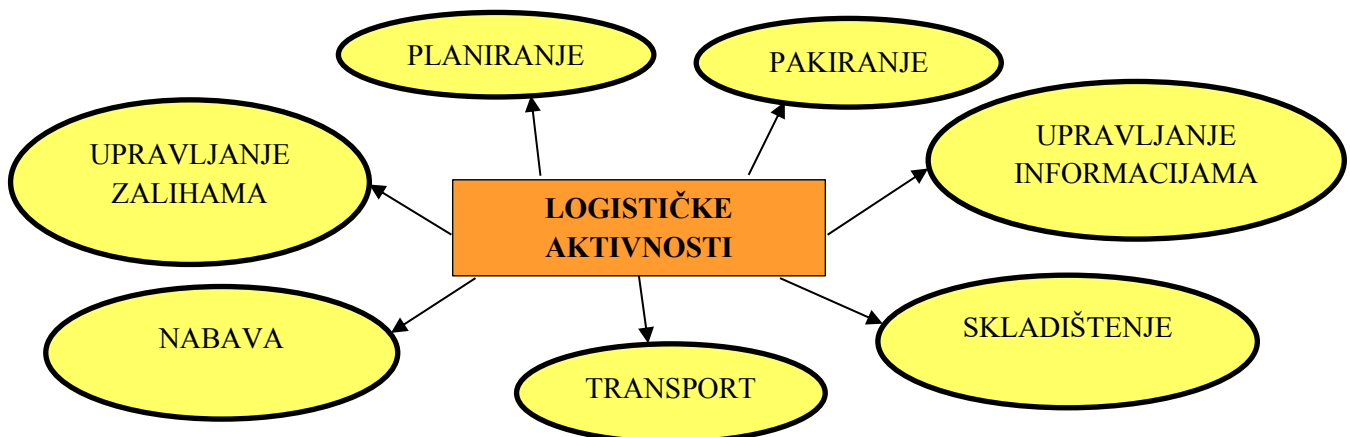 PLANIRANJE
PAKIRANJE
UPRAVLJANJE
ZALIHAMA
UPRAVLJANJE
INFORMACIJAMA
LOGISTIČKE
AKTIVNOSTI
NABAVA
TRANSPORT
SKLADIŠTENJE